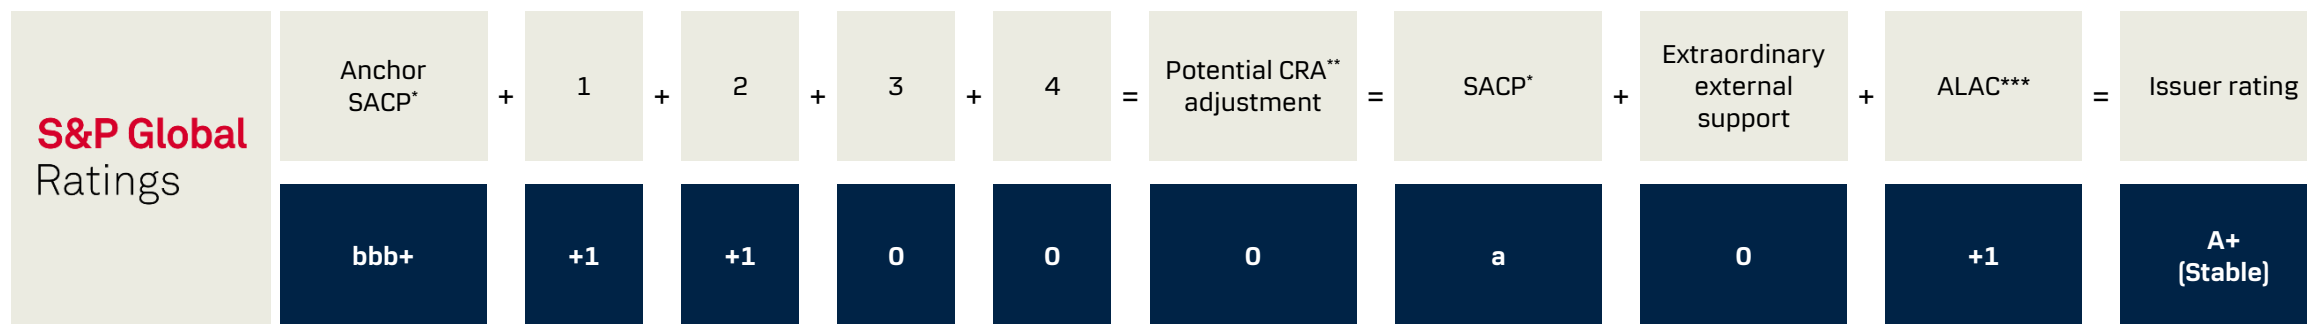 S&P Global
Ratings
Anchor
SACP*
+
1
+
2
+
3
+
4
=
Potential CRA**
adjustment
=
SACP*
+
Extraordinary
external
support
+
ALAC***
=
Issuer rating
bbb+
+1
+1
0
0
0
a
0
+1
A+
(Stable)